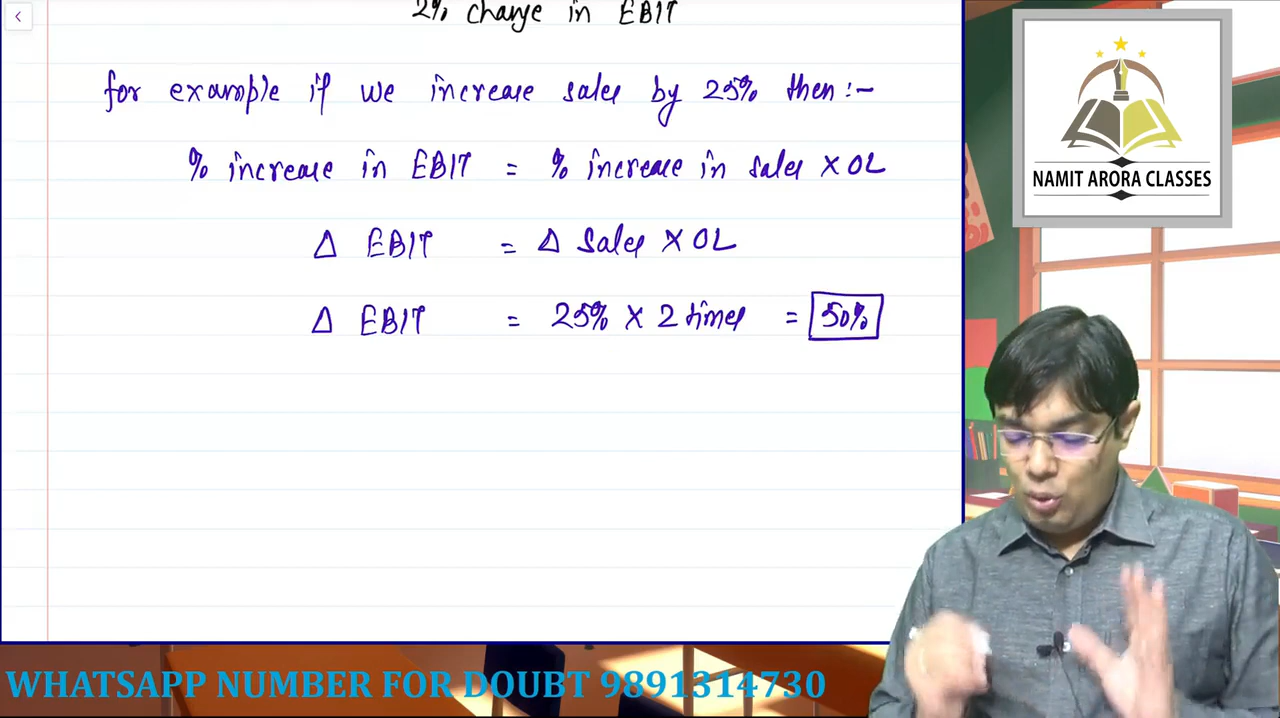 2% change in EBIT
for example if we increase sales by 25% then :-
% increase in EBIT = % increase in sales X OL
Δ EBIT = Δ Sales X OL
Δ EBIT = 25% X 2 times = 50%
NAMIT ARORA CLASSES
WHATSAPP NUMBER FOR DOUBT 9891314730